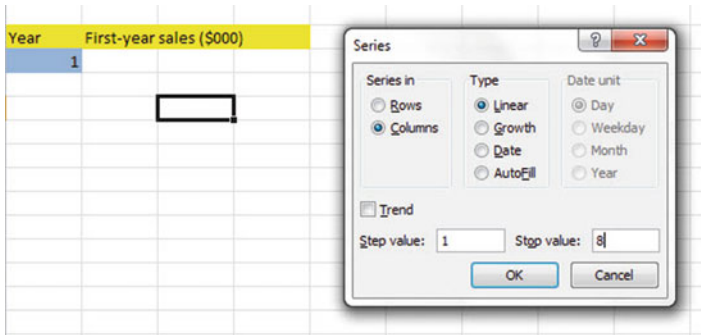 Year First-year sales ($000)
1
Series
Series in
Rows
Columns
Type
Linear
Growth
Date
AutoFill
Date unit
Day
Weekday
Month
Year
Trend
Step value: 1 Stop value: 8
OK Cancel